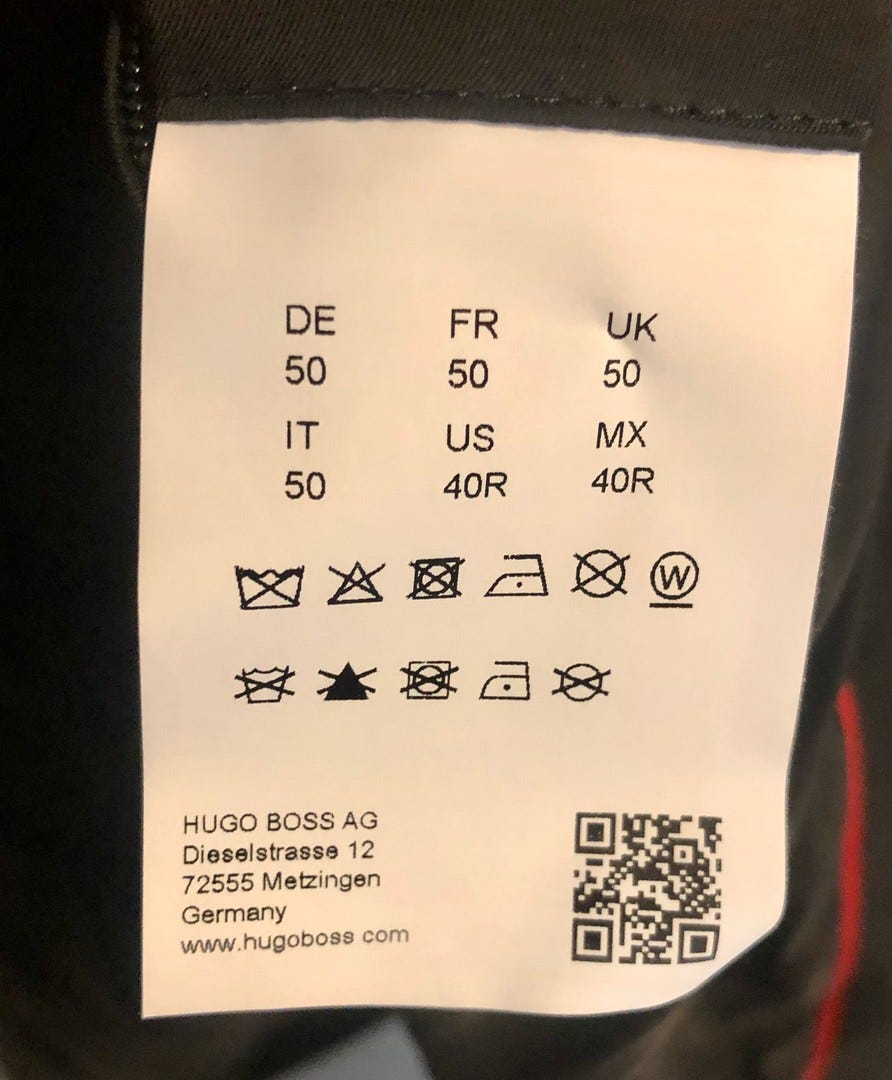 DE FR UK
50 50 50
IT US MX
50 40R 40R
W
HUGO BOSS AG
Dieselstrasse 12
72555 Metzingen
Germany
www.hugoboss com